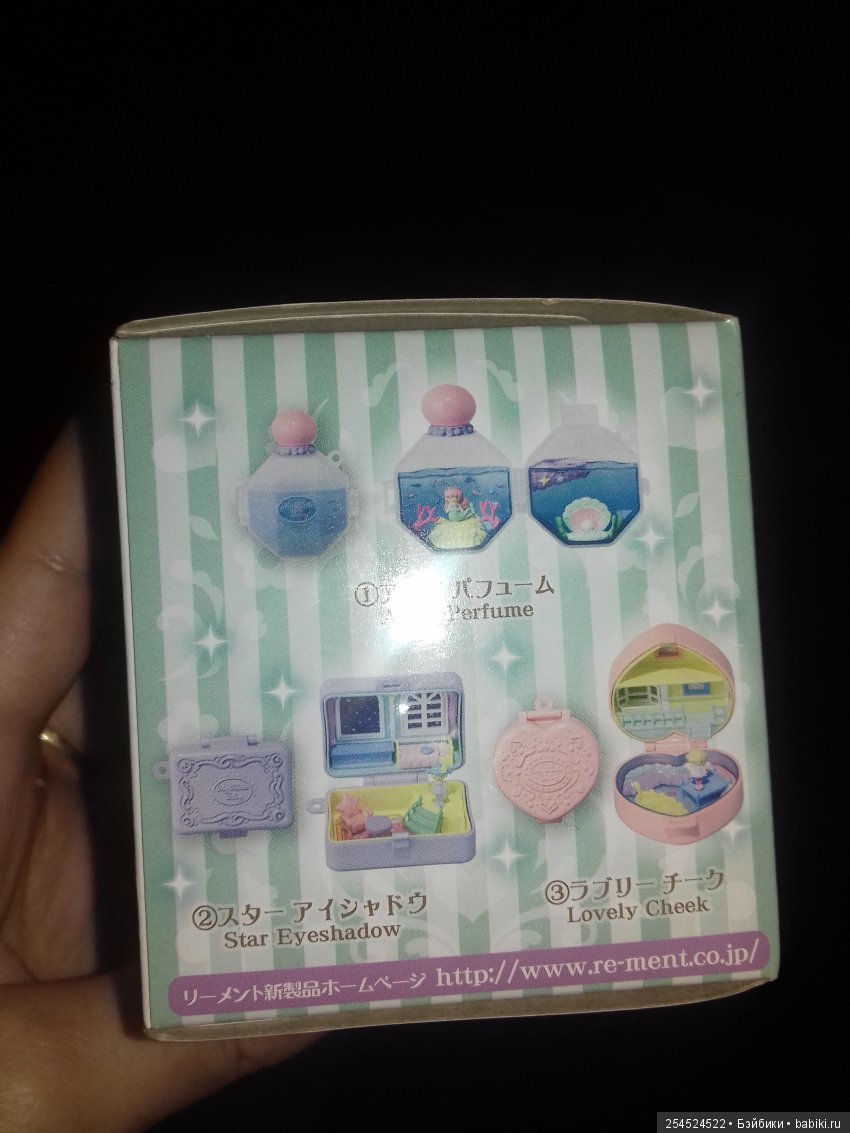 ①
パフューム
Perfume
②スター アイシャドウ
Star Eyeshadow
③ラブリー チーク
Lovely Cheek
リーメント新製品ホームページ http://www.re-ment.co.jp/
254524522 • Бэйбики • babiki.ru